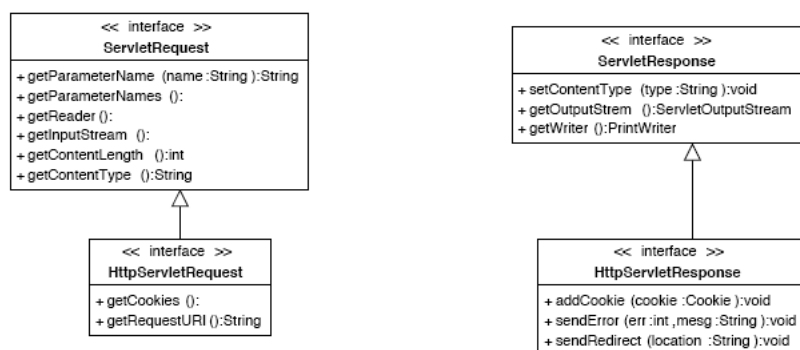 << interface >>
ServletRequest
+ getParameterName (name :String ):String
+ getParameterNames ():
+ getReader ():
+ getInputStream ():
+ getContentLength ():int
+ getContentType ():String
<< interface >>
HttpServletRequest
+ getCookies ():
+ getRequestURI ():String
<< interface >>
ServletResponse
+ setContentType (type :String ):void
+ getOutputStrem ():ServletOutputStream
+ getWriter ():PrintWriter
<< interface >>
HttpServletResponse
+ addCookie (cookie :Cookie ):void
+ sendError (err :int ,mesg :String ):void
+ sendRedirect (location :String ):void